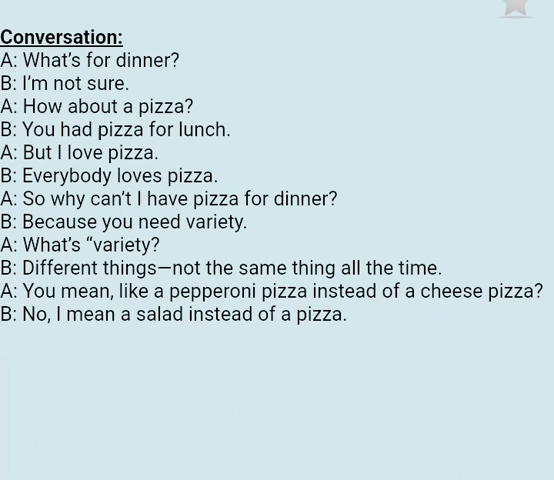 Conversation:
A: What's for dinner?
B: I'm not sure.
A: How about a pizza?
B: You had pizza for lunch.
A: But I love pizza.
B: Everybody loves pizza.
A: So why can't I have pizza for dinner?
B: Because you need variety.
A: What's “variety?
B: Different things—not the same thing all the time.
A: You mean, like a pepperoni pizza instead of a cheese pizza?
B: No, I mean a salad instead of a pizza.